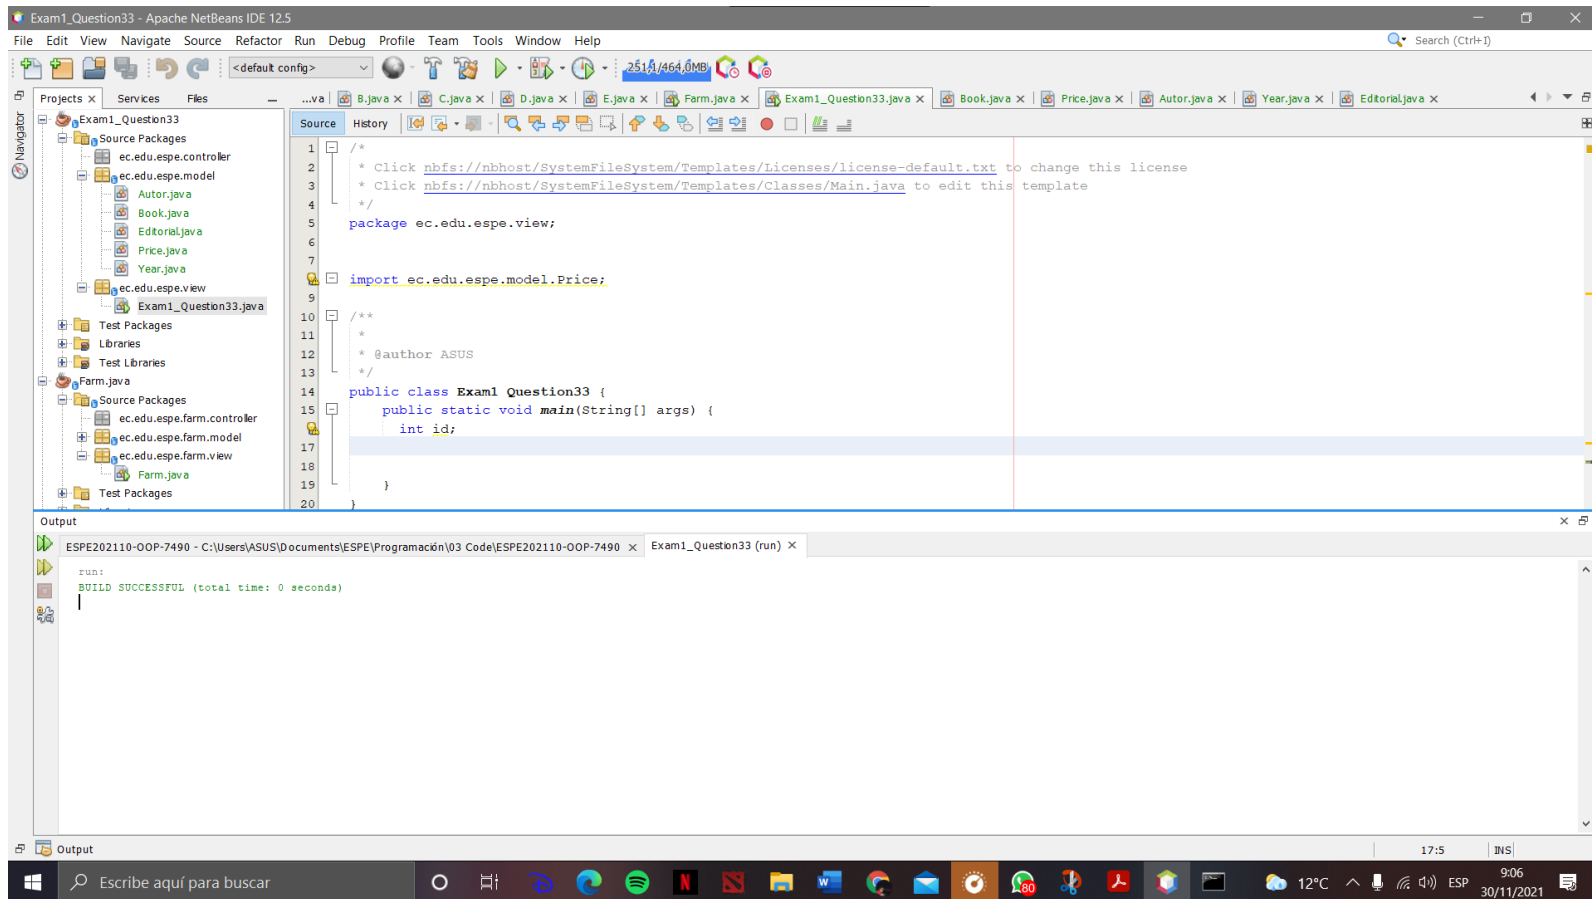 Exam1_Question33 - Apache NetBeans IDE 12.5
File Edit View Navigate Source Refactor Run Debug Profile Team Tools Window Help
Search (Ctrl+I)
<default config>
251,1/464,0MB
Projects Services Files
...va B.java C.java D.java E.java Farm.java Exam1_Question33.java Book.java Price.java Autor.java Year.java Editorial.java
Navigator
Exam1_Question33
Source Packages
ec.edu.espe.controller
ec.edu.espe.model
Autor.java
Book.java
Editorial.java
Price.java
Year.java
ec.edu.espe.view
Exam1_Question33.java
Test Packages
Libraries
Test Libraries
Farm.java
Source Packages
ec.edu.espe.farm.controller
ec.edu.espe.farm.model
ec.edu.espe.farm.view
Farm.java
Test Packages
Source History
1 /*
2 * Click nbfs://nbhost/SystemFileSystem/Templates/Licenses/license-default.txt to change this license
3 * Click nbfs://nbhost/SystemFileSystem/Templates/Classes/Main.java to edit this template
4 */
5 package ec.edu.espe.view;
6
7
import ec.edu.espe.model.Price;
9
10 /**
11 *
12 * @author ASUS
13 */
14 public class Exam1_Question33 {
15 public static void main(String[] args) {
int id;
17
18
19 }
20 }
Output
ESPE202110-OOP-7490 - C:\Users\ASUS\Documents\ESPE\Programación\03 Code\ESPE202110-OOP-7490 Exam1_Question33 (run)
run:
BUILD SUCCESSFUL (total time: 0 seconds)
Output
17:5 INS
Escribe aquí para buscar
80
12°C
ESP
9:06
30/11/2021